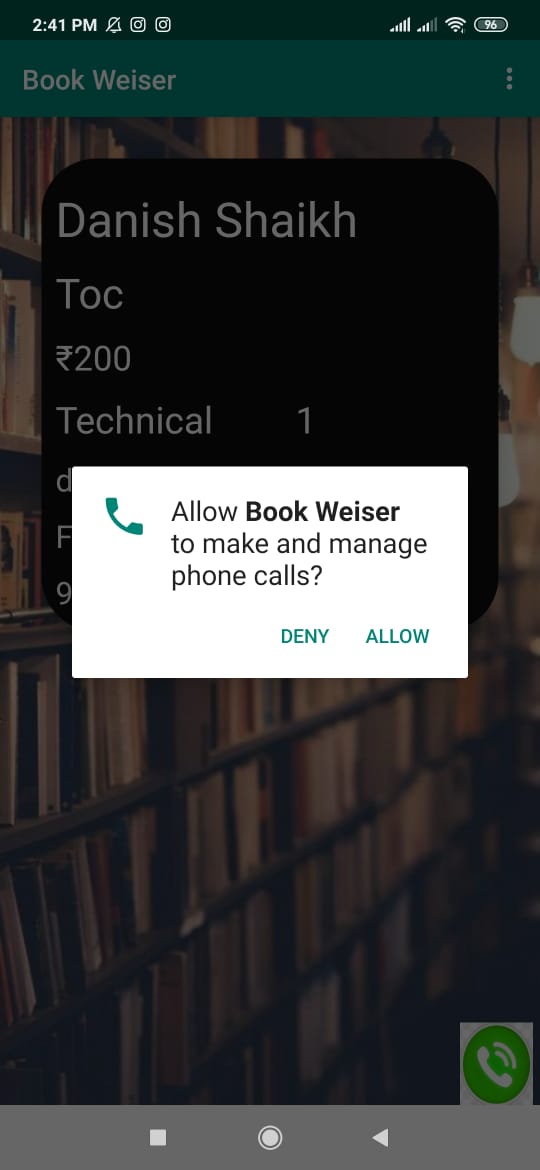 2:41 PM
96
Book Weiser
Danish Shaikh
Toc
₹200
Technical 1
d
F
9
Allow Book Weiser
to make and manage
phone calls?
DENY ALLOW